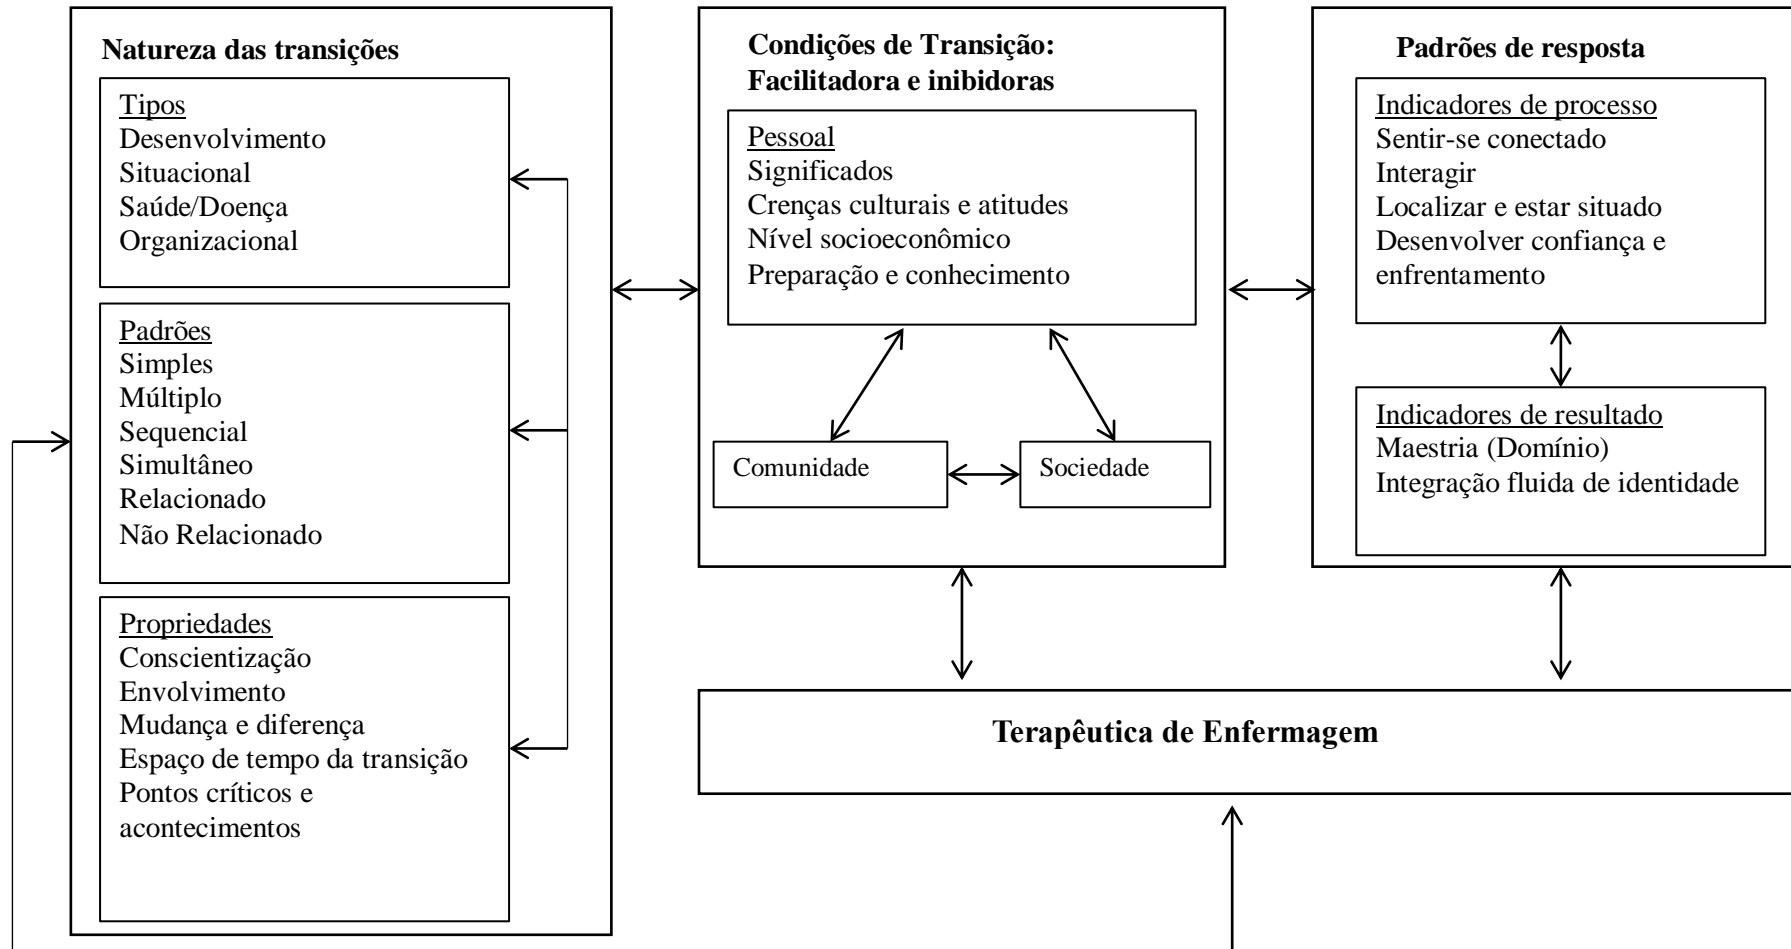 Natureza das transições
Tipos
Desenvolvimento
Situacional
Saúde/Doença
Organizacional
Padrões
Simples
Múltiplo
Sequencial
Simultâneo
Relacionado
Não Relacionado
Propriedades
Conscientização
Envolvimento
Mudança e diferença
Espaço de tempo da transição
Pontos críticos e
acontecimentos
Condições de Transição:
Facilitadora e inibidoras
Pessoal
Significados
Crenças culturais e atitudes
Nível socioeconômico
Preparação e conhecimento
Comunidade
Sociedade
Padrões de resposta
Indicadores de processo
Sentir-se conectado
Interagir
Localizar e estar situado
Desenvolver confiança e
enfrentamento
Indicadores de resultado
Maestria (Domínio)
Integração fluida de identidade
Terapêutica de Enfermagem